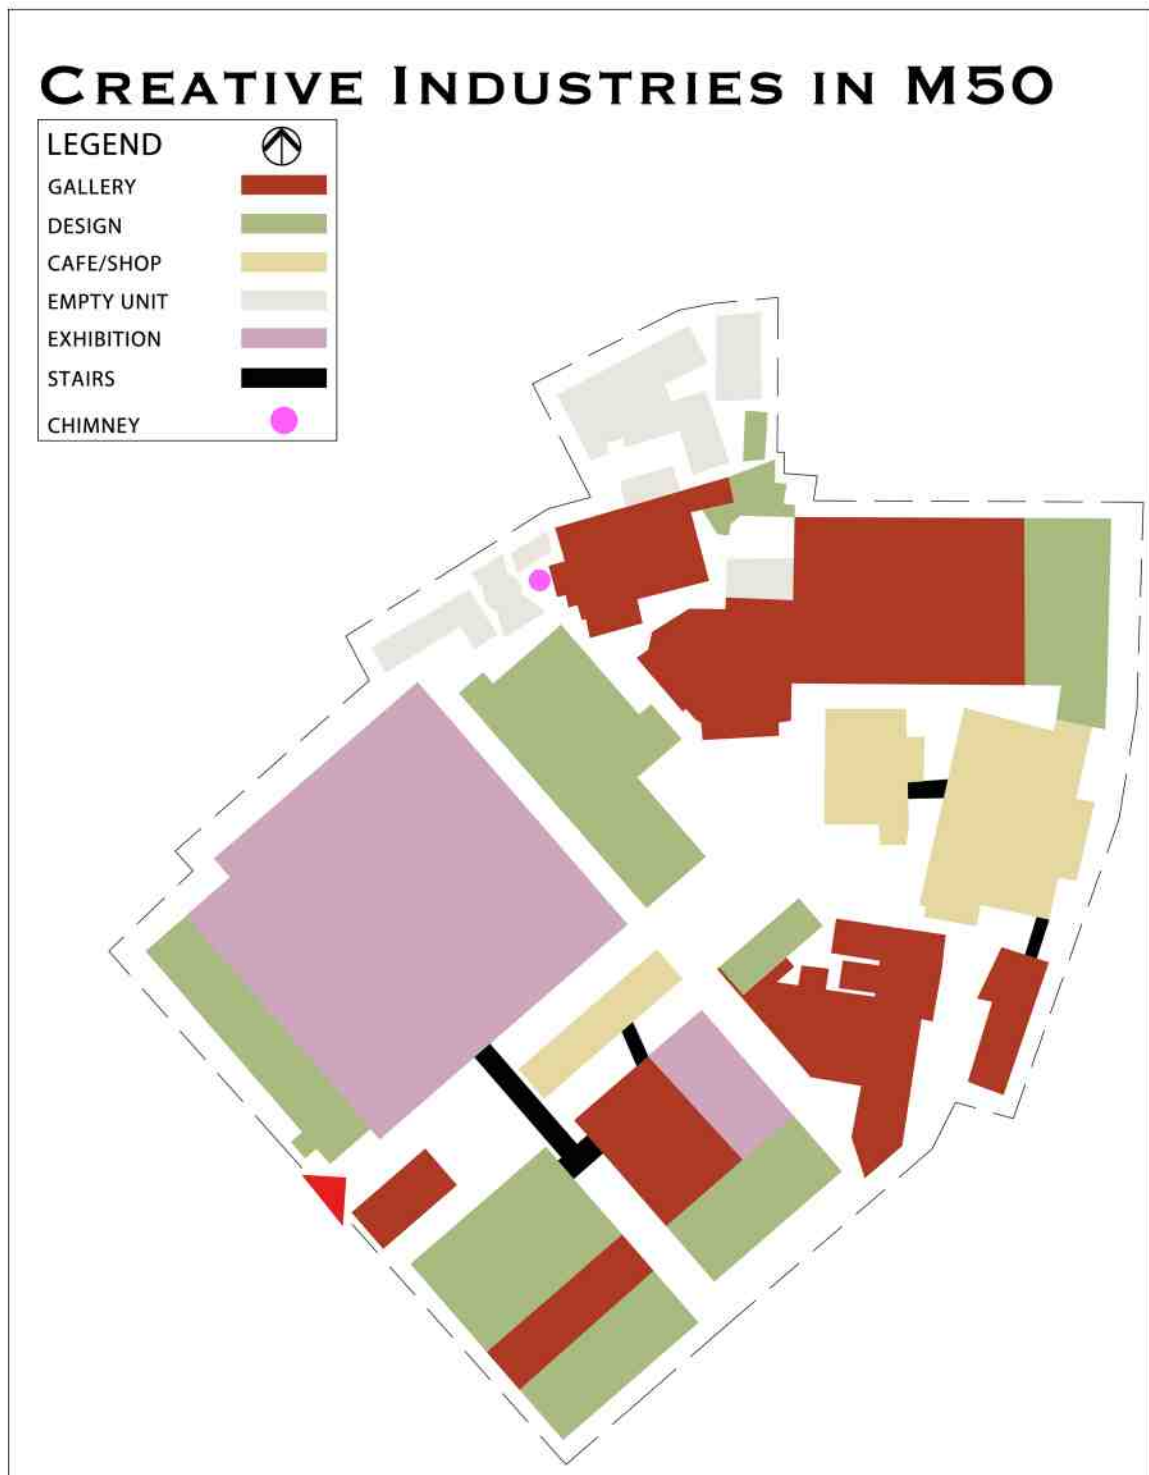 CREATIVE INDUSTRIES IN M50
LEGEND
GALLERY
DESIGN
CAFE/SHOP
EMPTY UNIT
EXHIBITION
STAIRS
CHIMNEY